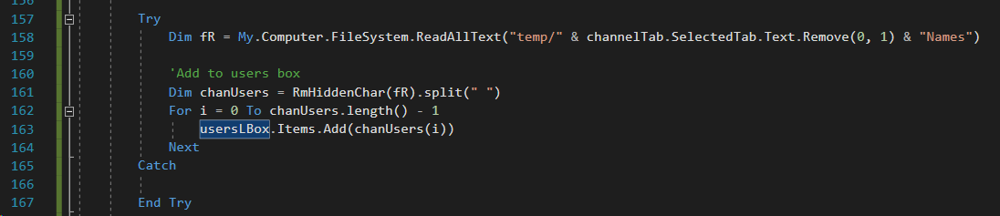 156
157 Try
158 Dim fR = My.Computer.FileSystem.ReadAllText("temp/" & channelTab.SelectedTab.Text.Remove(0, 1) & "Names")
159
160 'Add to users box
161 Dim chanUsers = RmHiddenChar(fR).split(" ")
162 For i = 0 To chanUsers.length() - 1
163 usersLBox.Items.Add(chanUsers(i))
164 Next
165 Catch
166
167 End Try